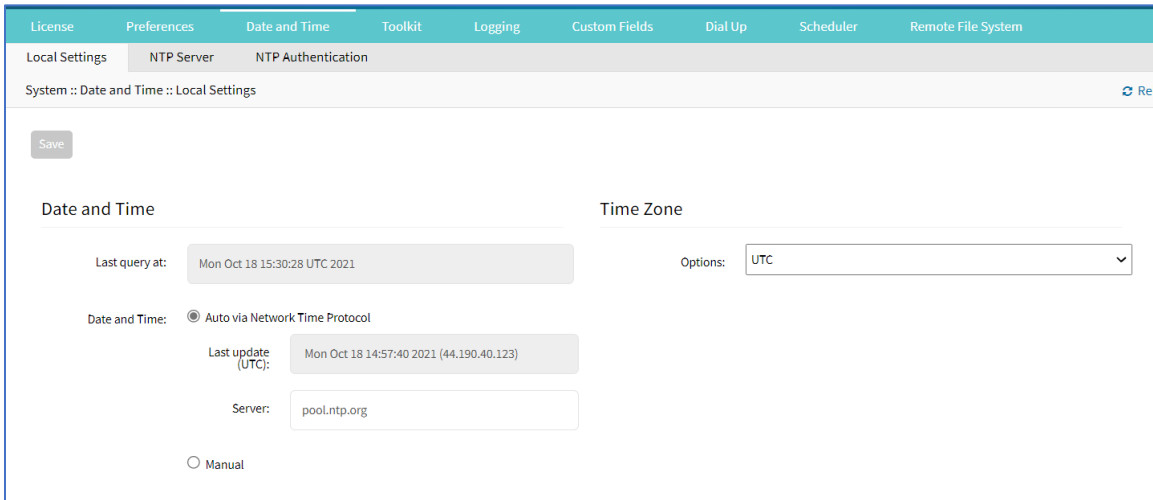 License Preferences Date and Time Toolkit Logging Custom Fields Dial Up Scheduler Remote File System
Local Settings NTP Server NTP Authentication
System :: Date and Time :: Local Settings Re
Save
Date and Time Time Zone
Last query at: Mon Oct 18 15:30:28 UTC 2021 Options: UTC
Date and Time: Auto via Network Time Protocol
Last update
(UTC): Mon Oct 18 14:57:40 2021 (44.190.40.123)
Server: pool.ntp.org
Manual